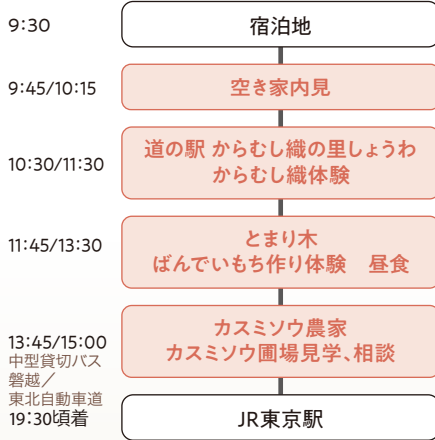 9:30
宿泊地
9:45/10:15
空き家内見
10:30/11:30
道の駅 からむし織の里しょうわ
からむし織体験
11:45/13:30
とまり木
ばんでいもち作り体験　昼食
13:45/15:00
カスミソウ農家
カスミソウ圃場見学、相談
中型貸切バス
磐越／
東北自動車道
19:30頃着
JR東京駅